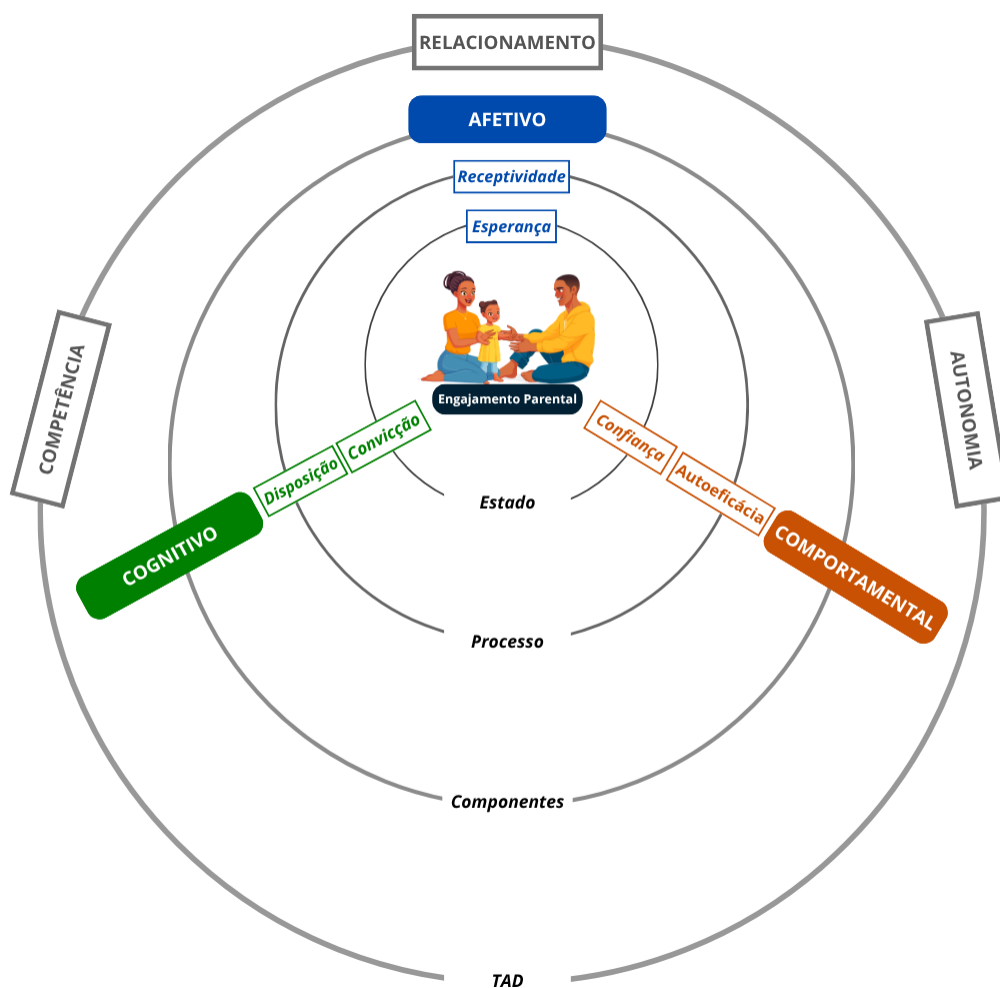 RELACIONAMENTO
AFETIVO
Receptividade
Esperança
COMPETÊNCIA
AUTONOMIA
Engajamento Parental
Convicção
Confiança
Disposição
Autoeficácia
Estado
COGNITIVO
COMPORTAMENTAL
Processo
Componentes
TAD